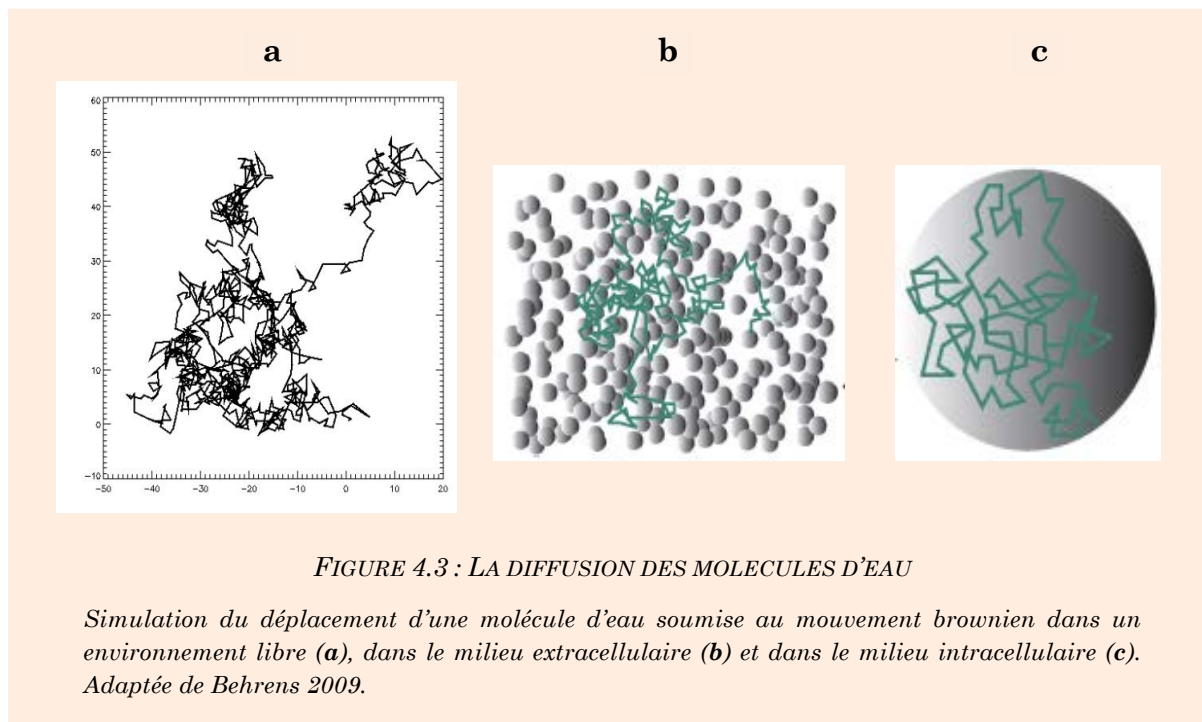 a b c
60
50
40
30
20
10
0
−10
−50 −40 −30 −20 −10 0 10 20
FIGURE 4.3 : LA DIFFUSION DES MOLECULES D’EAU
Simulation du déplacement d’une molécule d’eau soumise au mouvement brownien dans un
environnement libre (a), dans le milieu extracellulaire (b) et dans le milieu intracellulaire (c).
Adaptée de Behrens 2009.